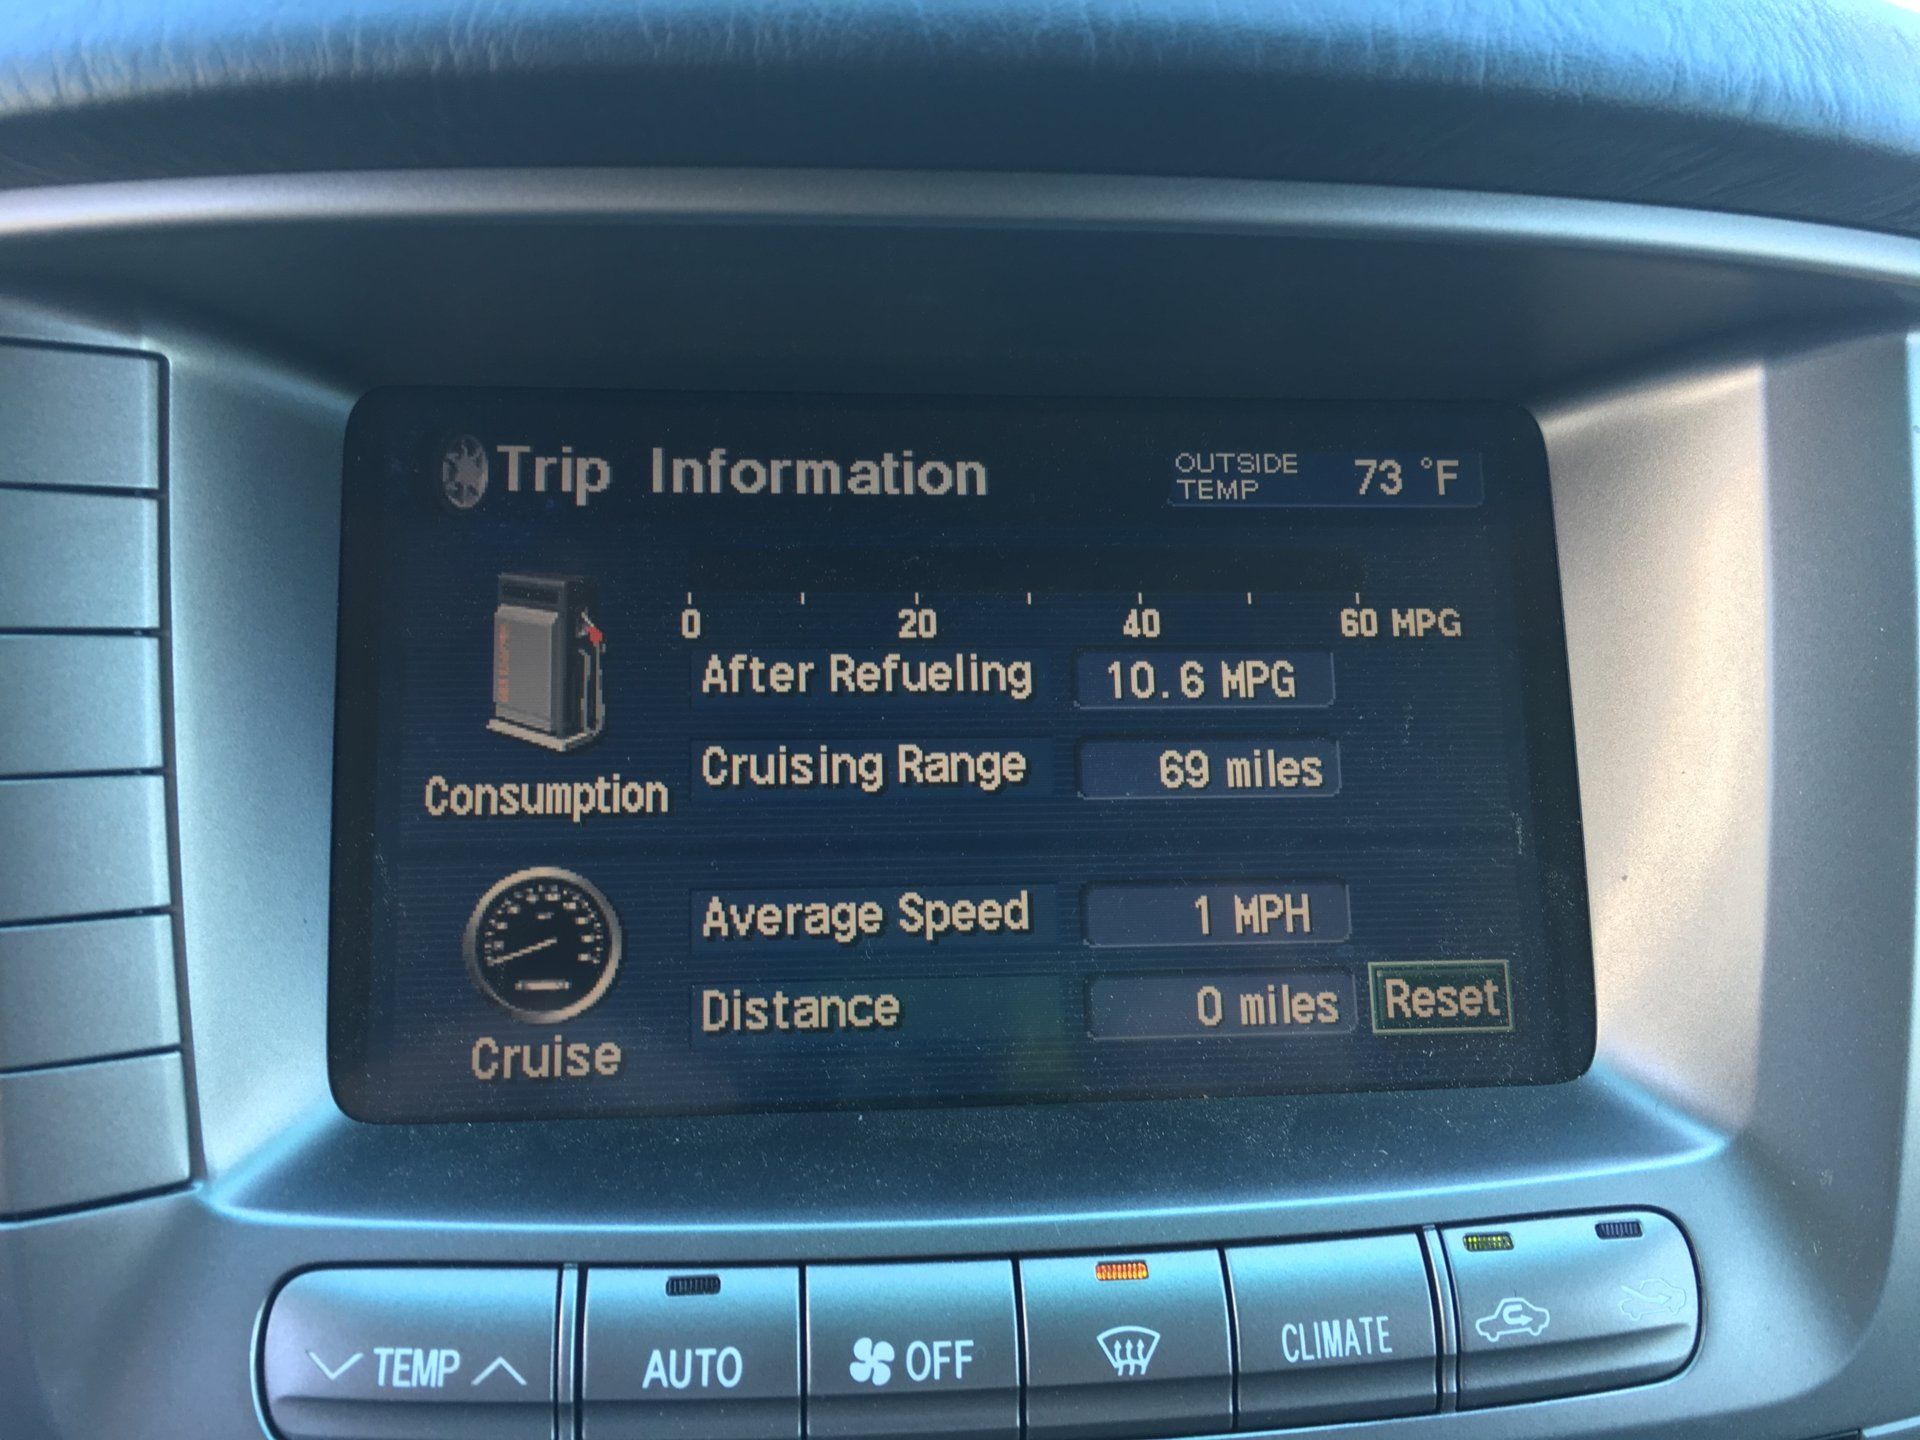 Trip Information
OUTSIDE TEMP 73 °F
0 20 40 60 MPG
After Refueling 10.6 MPG
Cruising Range 69 miles
Consumption
Average Speed 1 MPH
Distance 0 miles Reset
Cruise
TEMP AUTO OFF CLIMATE